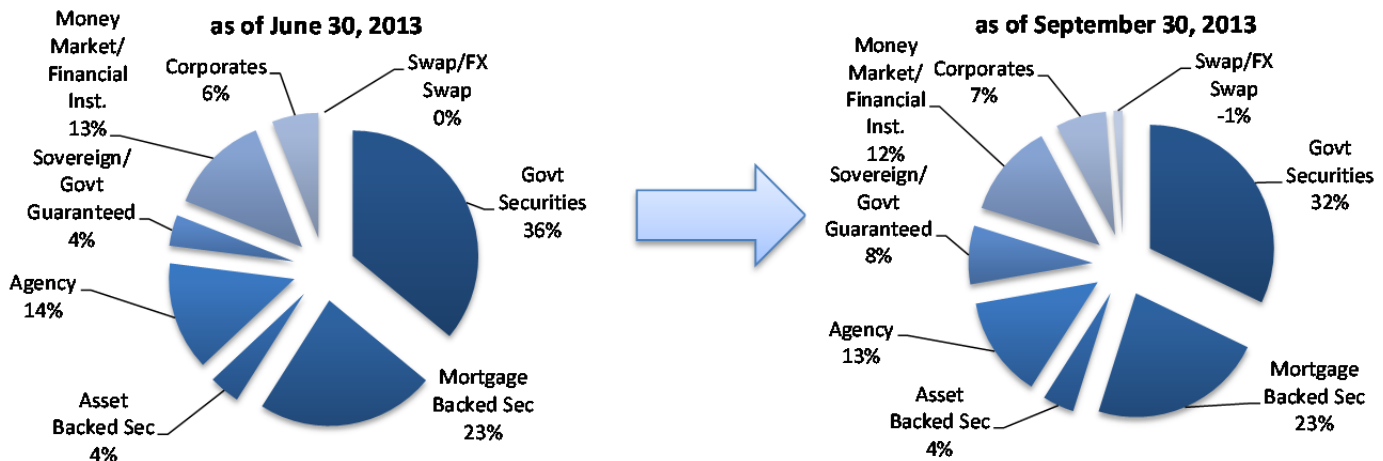 as of June 30, 2013
Money
Market/
Financial
Inst.
13%
Corporates
6%
Swap/FX
Swap
0%
Govt
Securities
36%
Sovereign/
Govt
Guaranteed
4%
Agency
14%
Asset
Backed Sec
4%
Mortgage
Backed Sec
23%
as of September 30, 2013
Money
Market/
Financial
Inst.
12%
Corporates
7%
Swap/FX
Swap
-1%
Govt
Securities
32%
Sovereign/
Govt
Guaranteed
8%
Agency
13%
Asset
Backed Sec
4%
Mortgage
Backed Sec
23%